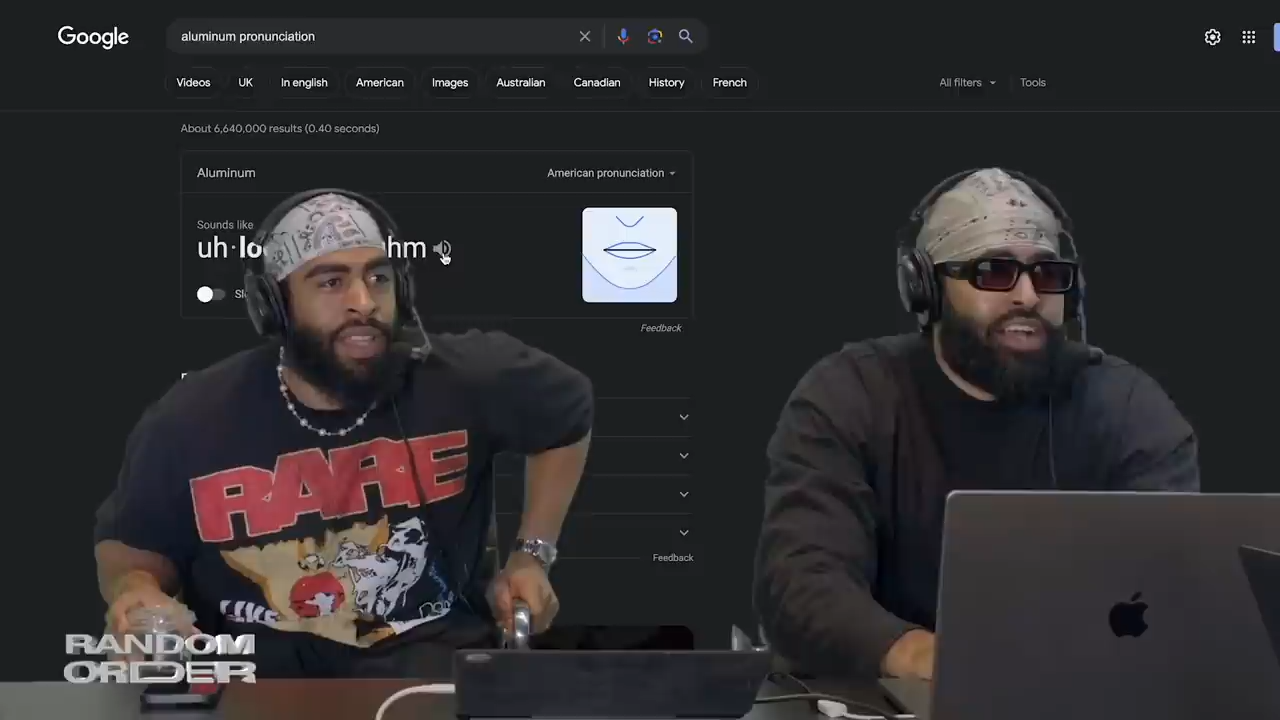 Google
aluminum pronunciation
Videos UK In english American Images Australian Canadian History French All filters Tools
About 6,640,000 results (0.40 seconds)
Aluminum American pronunciation
Sounds like
uh·lo hm
Feedback
RARE
LIKE
Feedback
RANDOM
ORDER